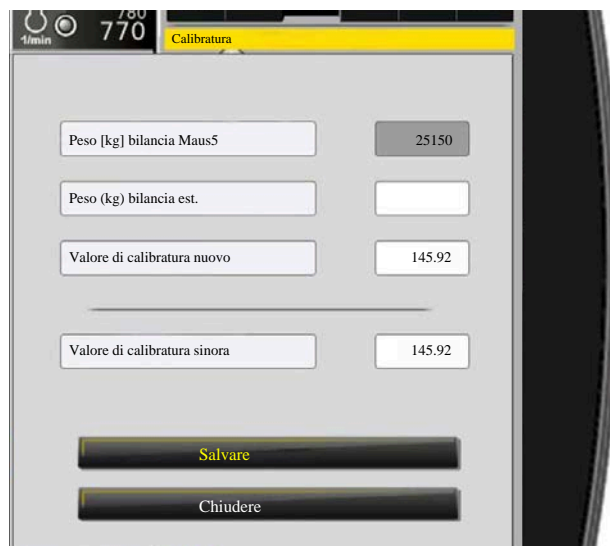 780
1/min 770
Calibratura
Peso [kg] bilancia Maus5 25150
Peso (kg) bilancia est.
Valore di calibratura nuovo 145.92
Valore di calibratura sinora 145.92
Salvare
Chiudere